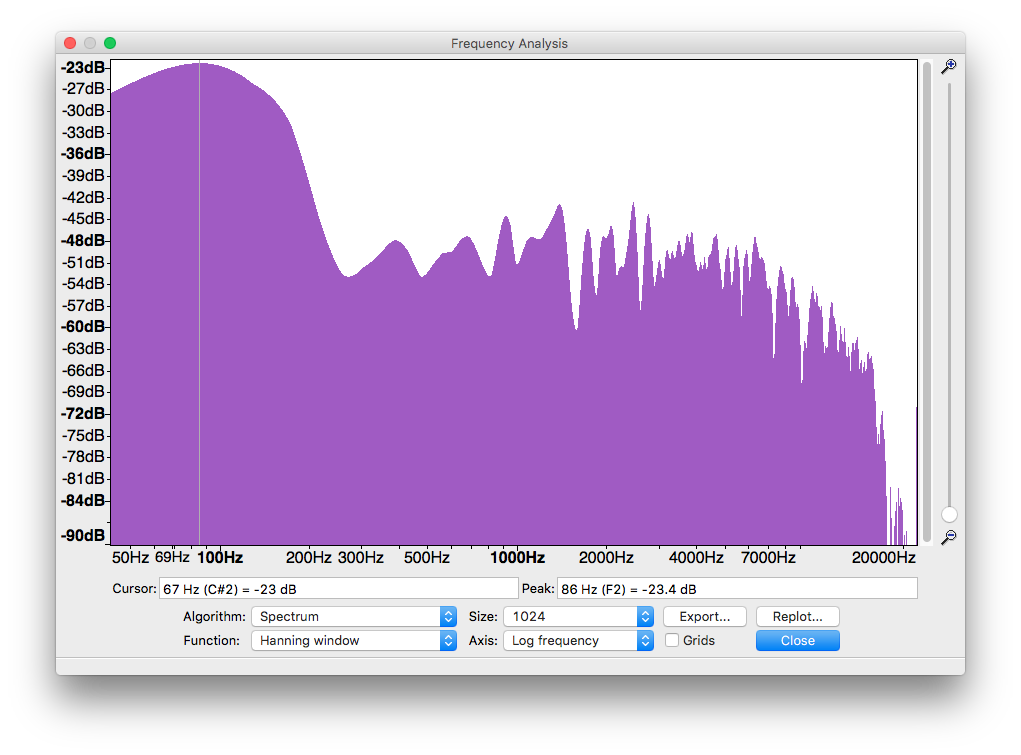 Frequency Analysis
-23dB
-27dB
-30dB
-33dB
-36dB
-39dB
-42dB
-45dB
-48dB
-51dB
-54dB
-57dB
-60dB
-63dB
-66dB
-69dB
-72dB
-75dB
-78dB
-81dB
-84dB
-90dB
50Hz 69Hz 100Hz 200Hz 300Hz 500Hz 1000Hz 2000Hz 4000Hz 7000Hz 20000Hz
Cursor: 67 Hz (C#2) = -23 dB Peak: 86 Hz (F2) = -23.4 dB
Algorithm: Spectrum Size: 1024 Export... Replot...
Function: Hanning window Axis: Log frequency Grids Close